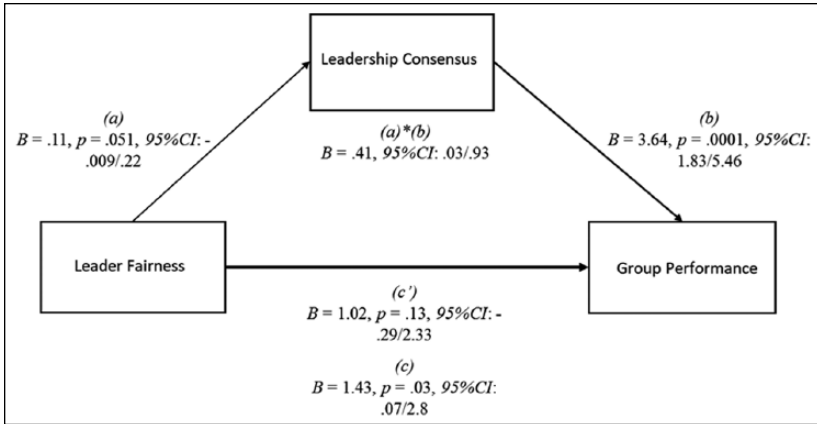 Leadership Consensus
(a)
B = .11, p = .051, 95%CI: -
.009/.22
(a)*(b)
B = .41, 95%CI: .03/.93
(b)
B = 3.64, p = .0001, 95%CI:
1.83/5.46
Leader Fairness
Group Performance
(c')
B = 1.02, p = .13, 95%CI: -
.29/2.33
(c)
B = 1.43, p = .03, 95%CI:
.07/2.8